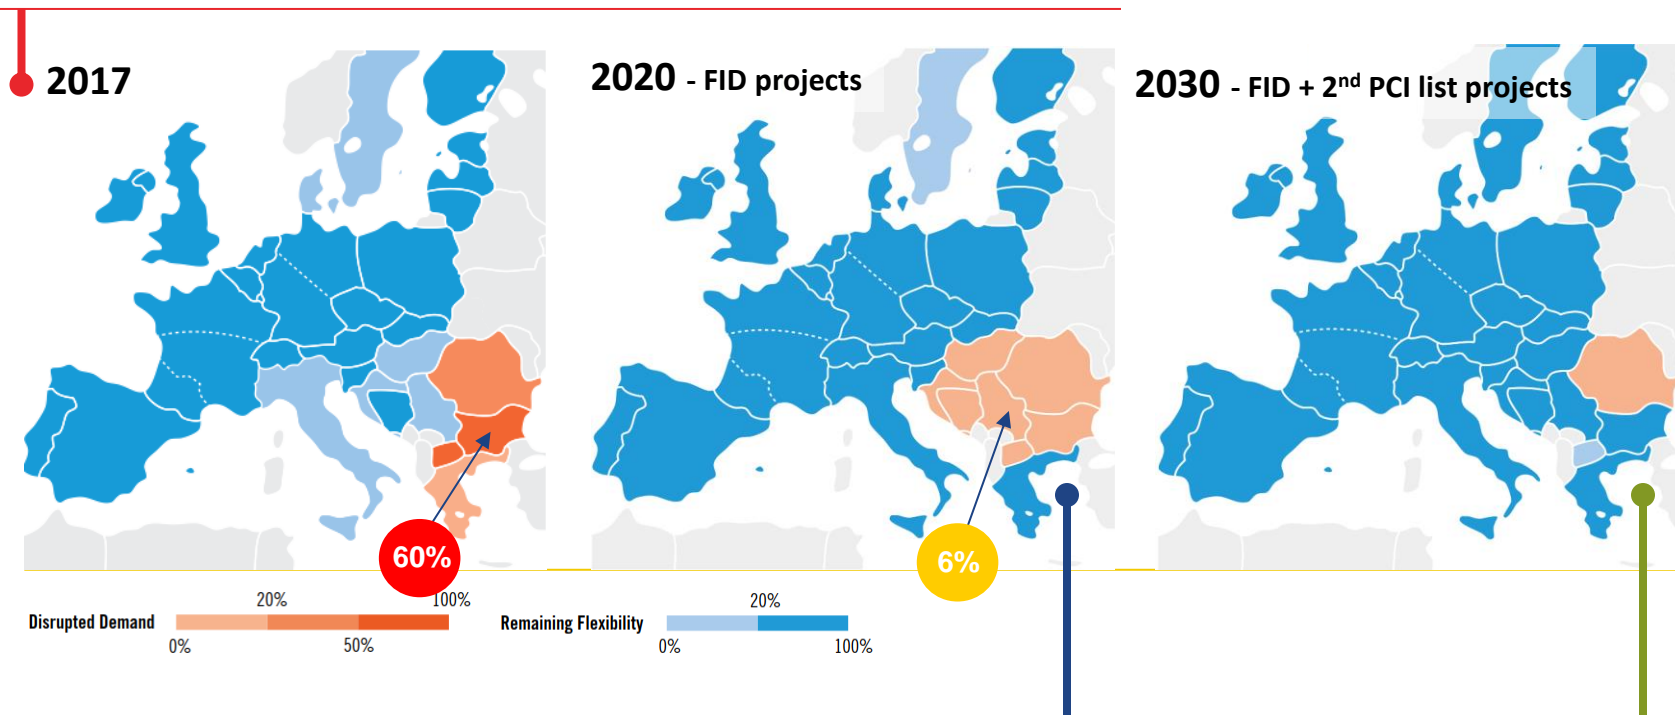 2017
2020 - FID projects
2030 - FID + 2nd PCI list projects
60%
6%
Disrupted Demand
20%
100%
0%
50%
Remaining Flexibility
20%
0%
100%